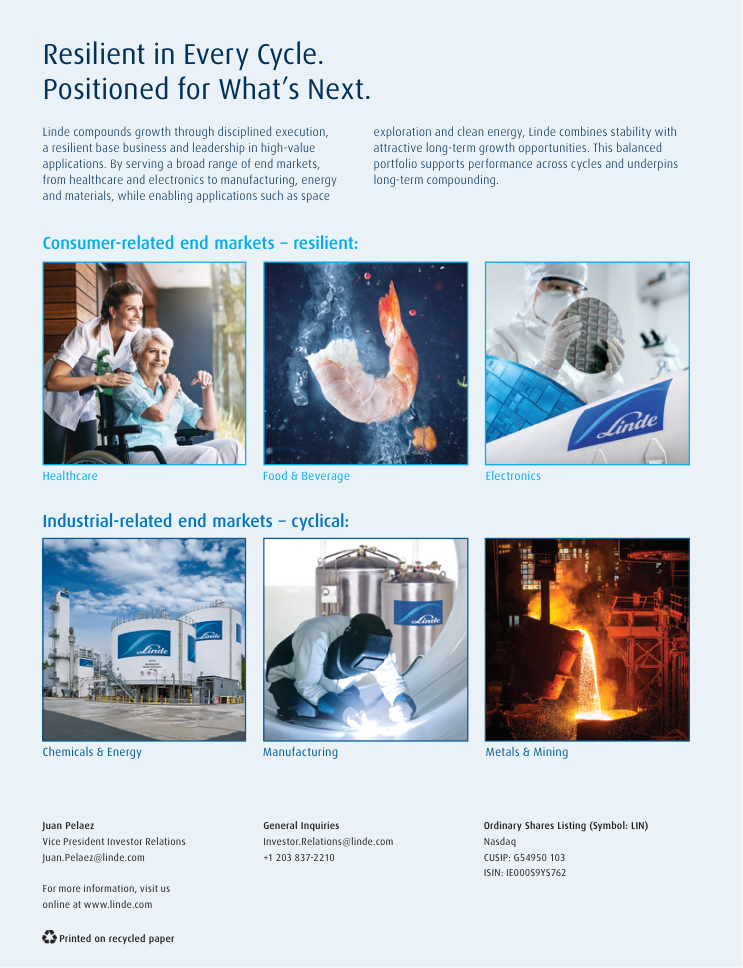 Resilient in Every Cycle.
Positioned for What's Next.
Linde compounds growth through disciplined execution,
a resilient base business and leadership in high-value
applications. By serving a broad range of end markets,
from healthcare and electronics to manufacturing, energy
and materials, while enabling applications such as space
exploration and clean energy, Linde combines stability with
attractive long-term growth opportunities. This balanced
portfolio supports performance across cycles and underpins
long-term compounding.
Consumer-related end markets – resilient:
Linde
Healthcare
Food & Beverage
Electronics
Industrial-related end markets – cyclical:
Linde
Linde
Linde
Chemicals & Energy
Manufacturing
Metals & Mining
Juan Pelaez
Vice President Investor Relations
Juan.Pelaez@linde.com
For more information, visit us
online at www.linde.com
General Inquiries
Investor.Relations@linde.com
+1 203 837-2210
Ordinary Shares Listing (Symbol: LIN)
Nasdaq
CUSIP: G54950 103
ISIN: IE000S9YS762
Printed on recycled paper